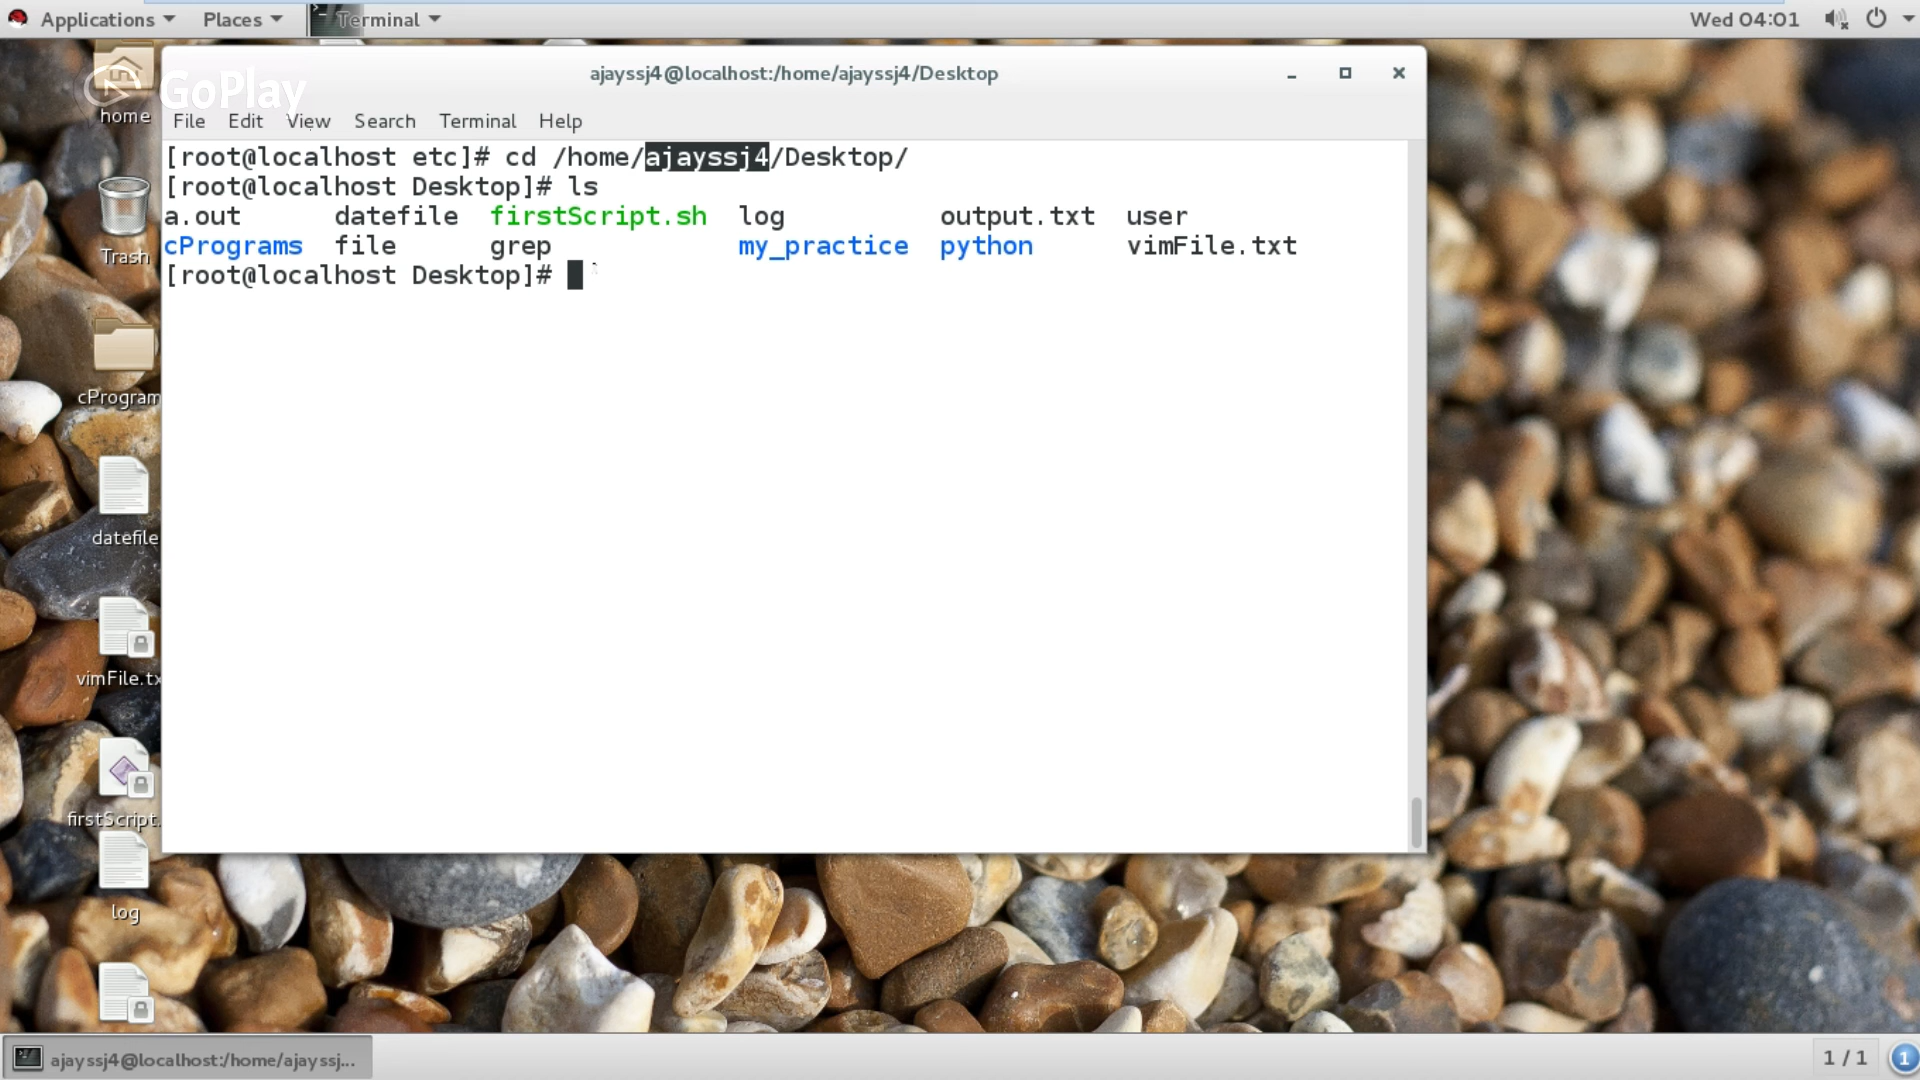 Applications Places Terminal Wed 04:01
GoPlay
home
ajayssj4@localhost:/home/ajayssj4/Desktop
File Edit View Search Terminal Help
[root@localhost etc]# cd /home/ajayssj4/Desktop/
[root@localhost Desktop]# ls
a.out datefile firstScript.sh log output.txt user
cPrograms file grep my_practice python vimFile.txt
[root@localhost Desktop]#
Trash
cProgram
datefile
vimFile.tx
firstScript.
log
ajayssj4@localhost:/home/ajayssj...
1 / 1
1